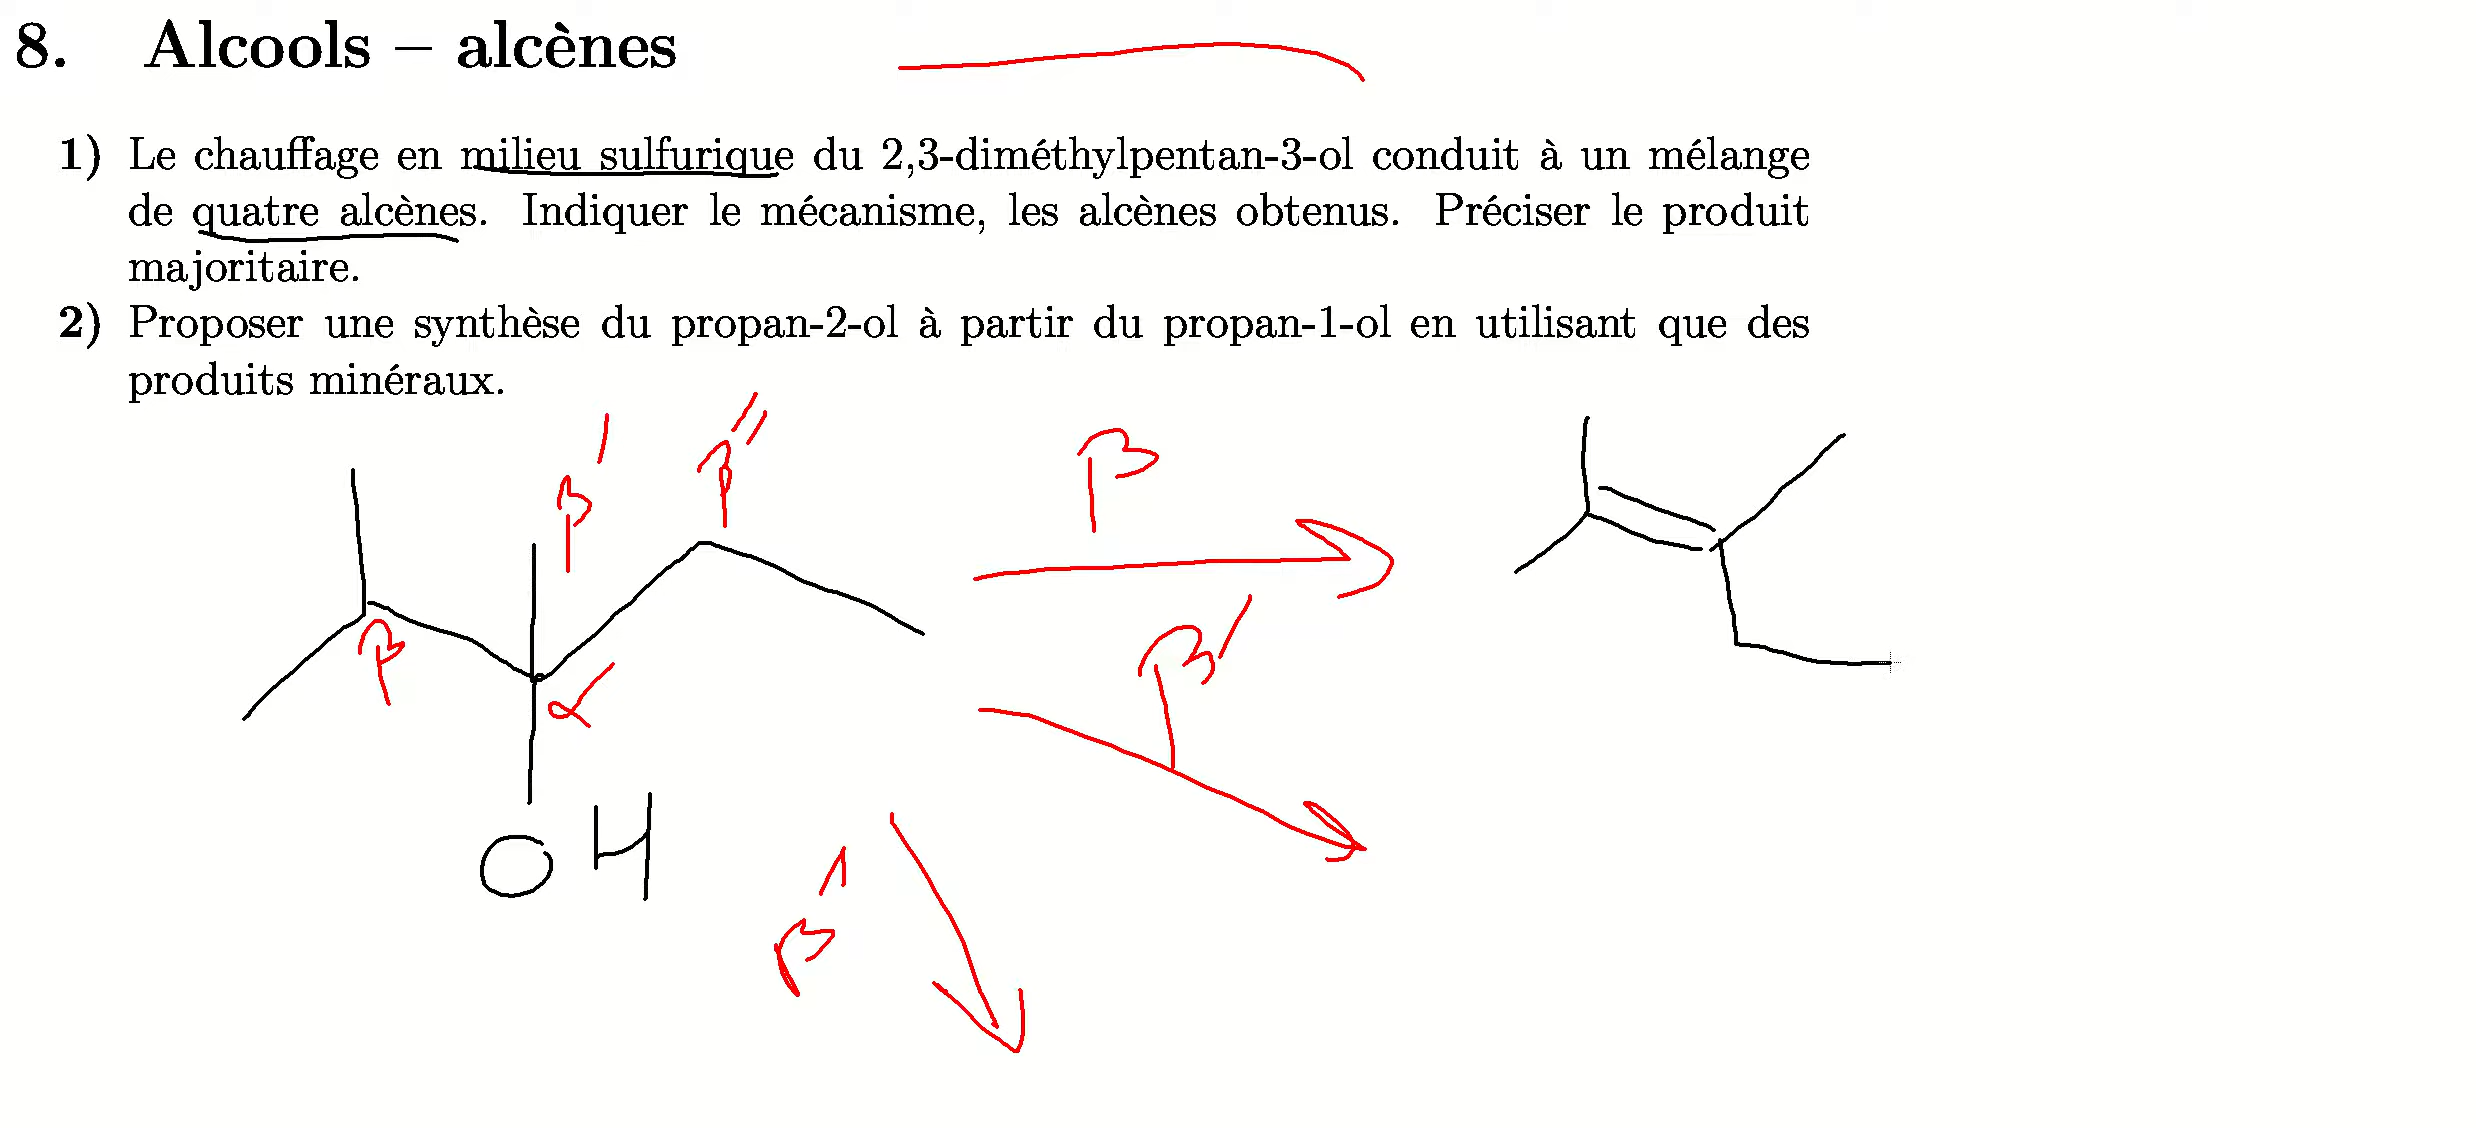 8. Alcools – alcènes
1) Le chauffage en milieu sulfurique du 2,3-diméthylpentan-3-ol conduit à un mélange
de quatre alcènes. Indiquer le mécanisme, les alcènes obtenus. Préciser le produit
majoritaire.
2) Proposer une synthèse du propan-2-ol à partir du propan-1-ol en utilisant que des
produits minéraux.
β' β'' β
β α β'
OH
β'